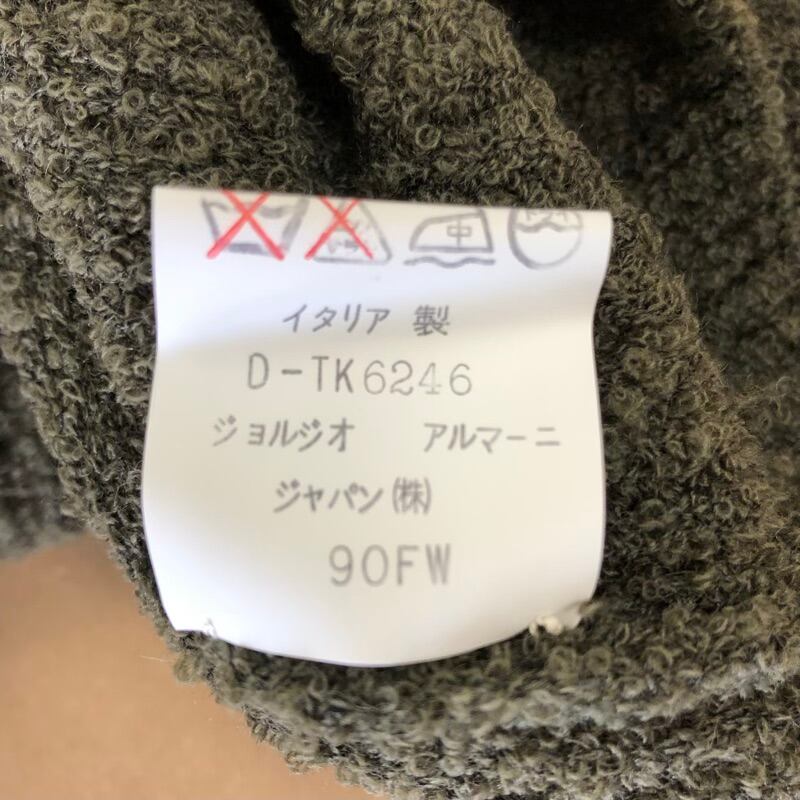 中
イタリア 製
D-TK6246
ジョルジオ アルマーニ
ジャパン(株)
90FW